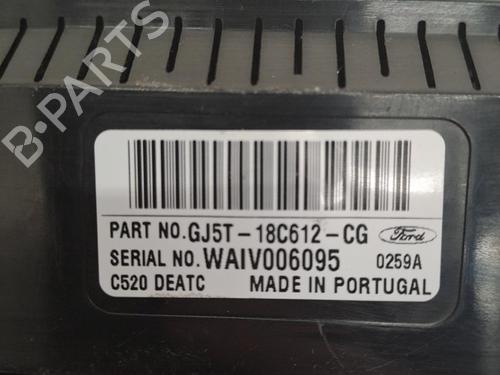 B-PARTS
PART NO.GJ5T-18C612-CG Ford
SERIAL NO.WAIV006095 0259A
C520 DEATC MADE IN PORTUGAL